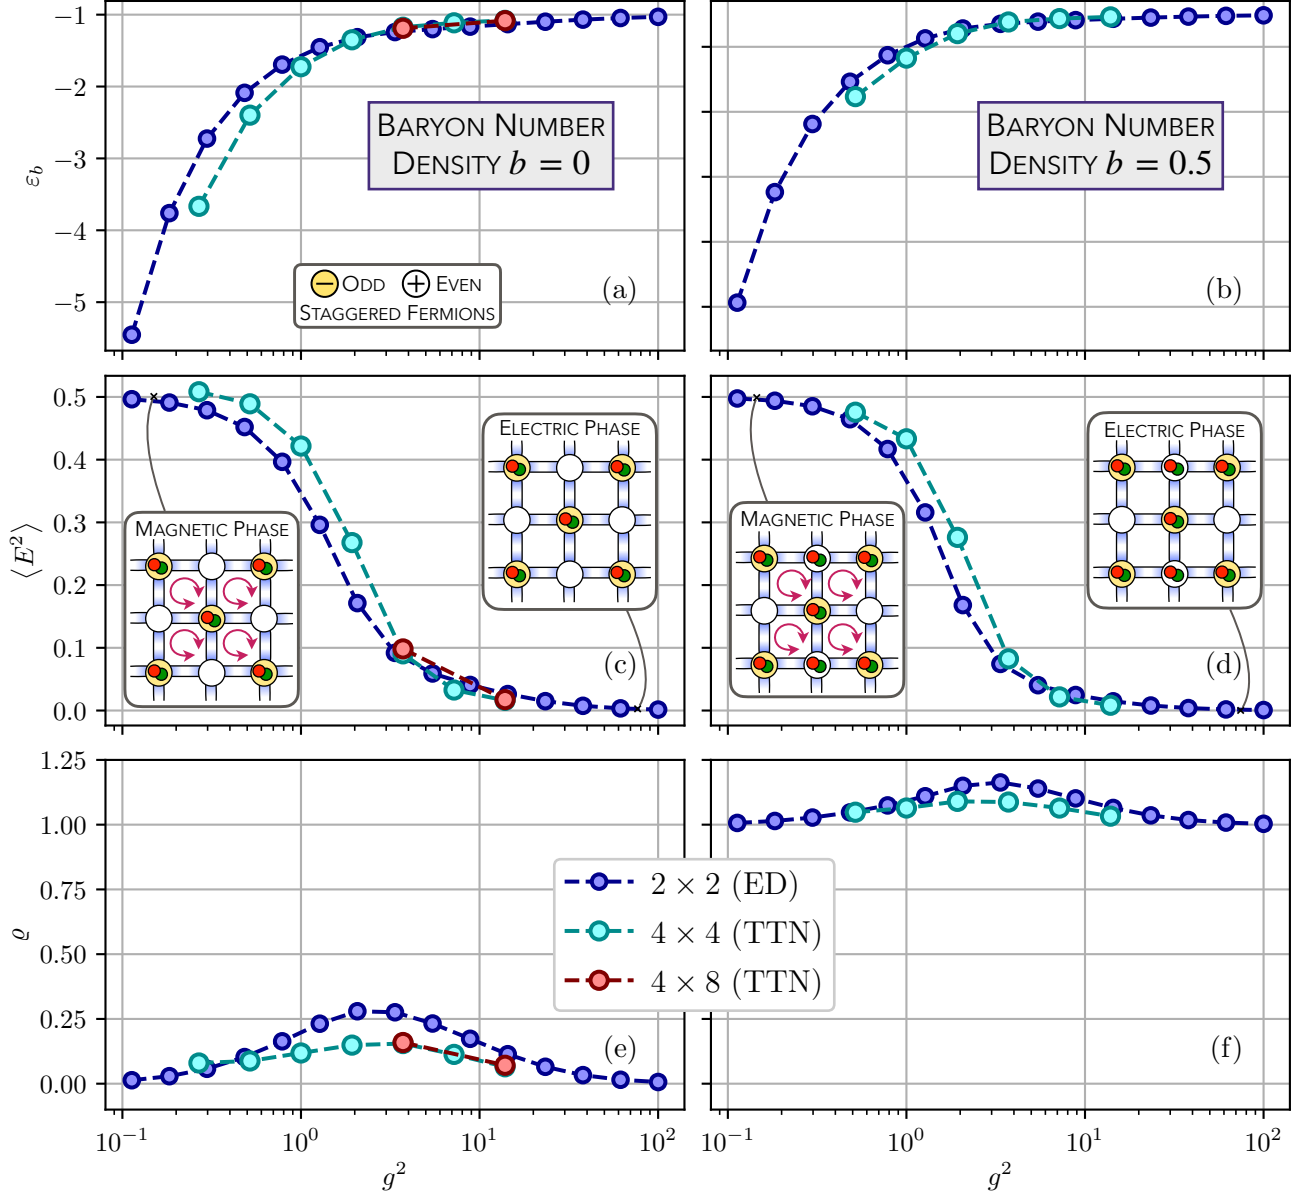 −1
−2
−3
−4
−5
ε_b
BARYON NUMBER
DENSITY b = 0
− ODD + EVEN
STAGGERED FERMIONS
(a)
BARYON NUMBER
DENSITY b = 0.5
(b)
0.5
0.4
0.3
0.2
0.1
0.0
⟨E²⟩
ELECTRIC PHASE
MAGNETIC PHASE
(c)
ELECTRIC PHASE
MAGNETIC PHASE
(d)
1.25
1.00
0.75
0.50
0.25
0.00
ϱ
(e)
(f)
2 × 2 (ED)
4 × 4 (TTN)
4 × 8 (TTN)
10⁻¹ 10⁰ 10¹ 10²
g²
10⁻¹ 10⁰ 10¹ 10²
g²